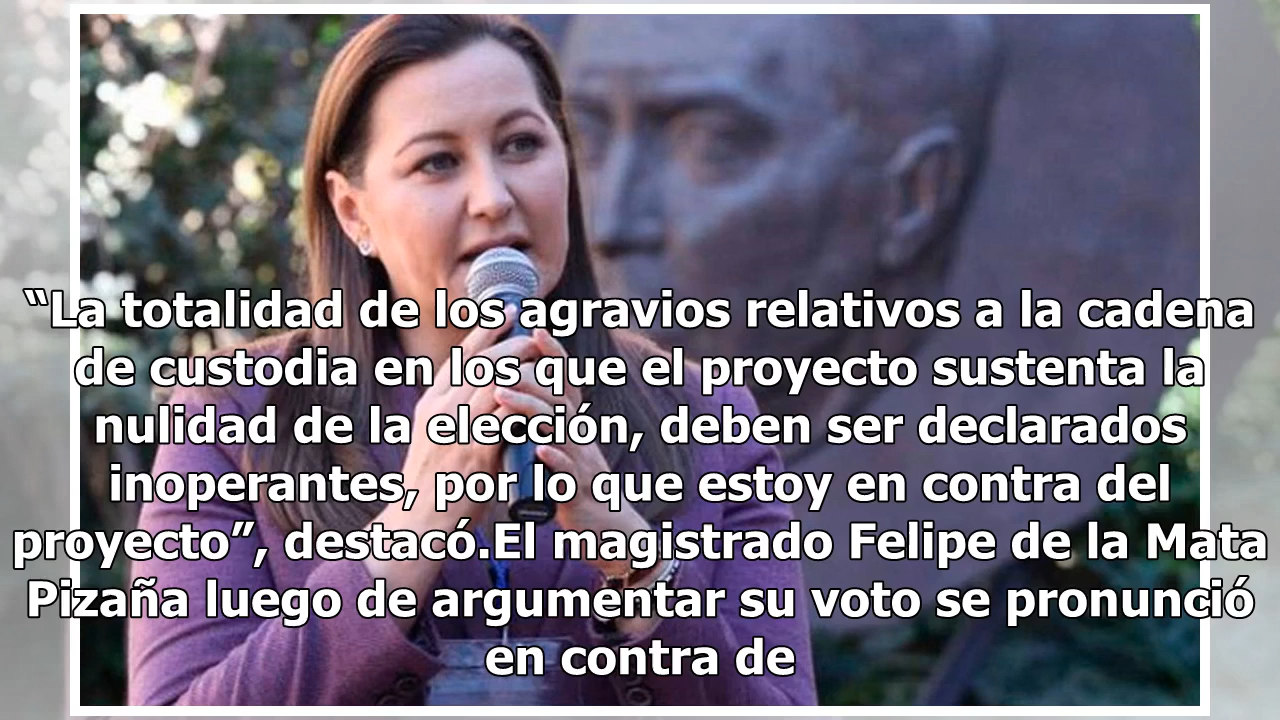 “La totalidad de los agravios relativos a la cadena
de custodia en los que el proyecto sustenta la
nulidad de la elección, deben ser declarados
inoperantes, por lo que estoy en contra del
proyecto”, destacó.El magistrado Felipe de la Mata
Pizaña luego de argumentar su voto se pronunció
en contra de